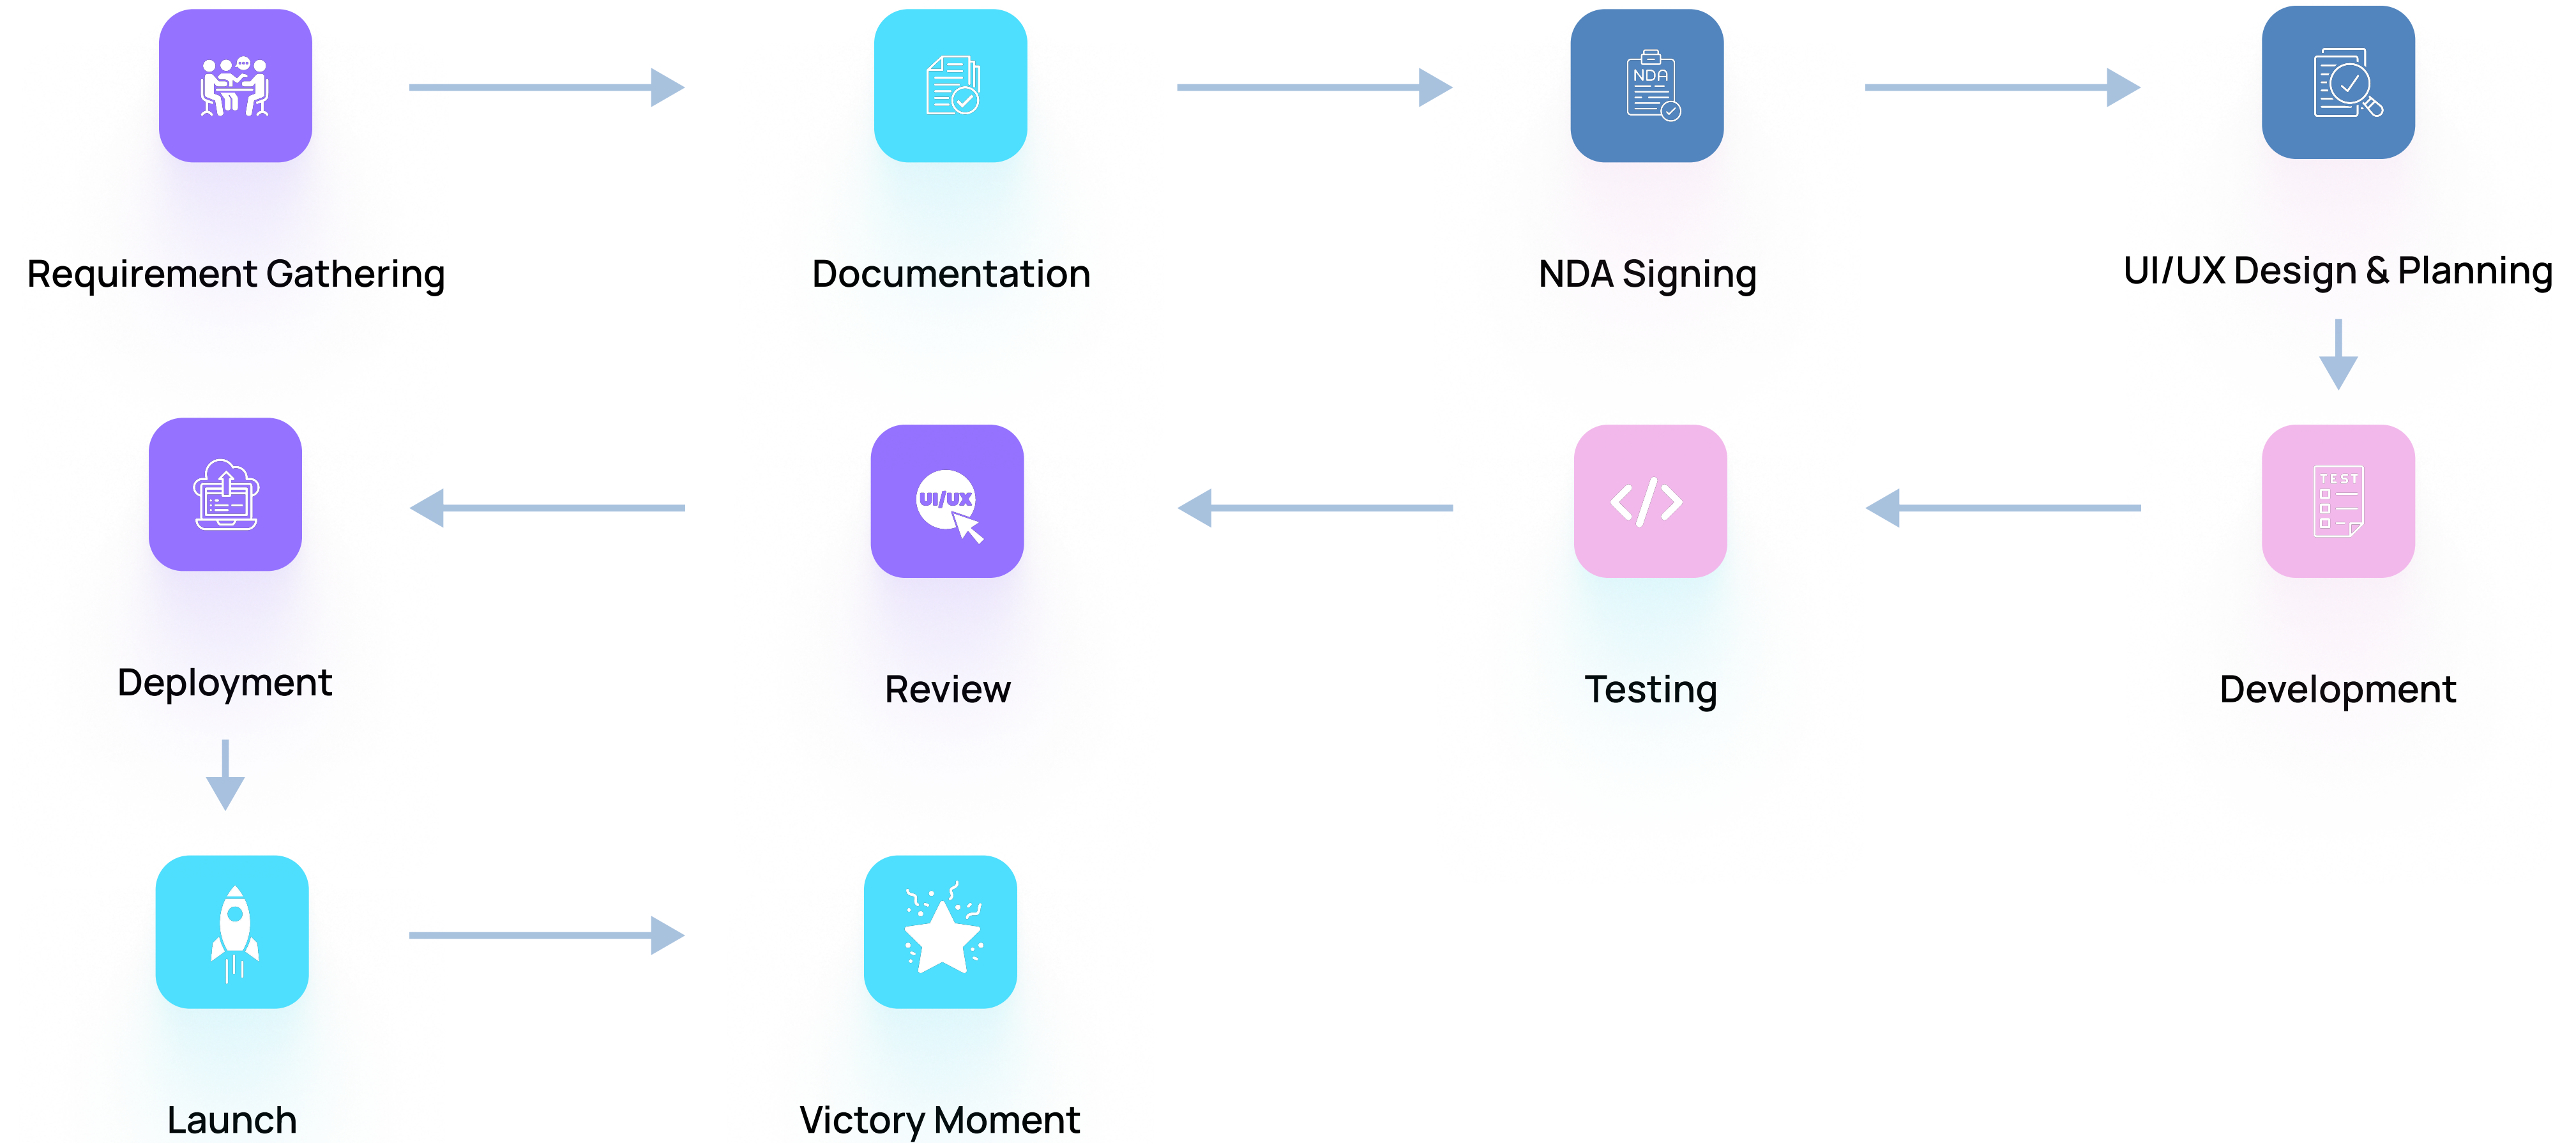 NDA
Requirement Gathering
Documentation
NDA Signing
UI/UX Design & Planning
UI/UX
TEST
Deployment
Review
Testing
Development
Launch
Victory Moment